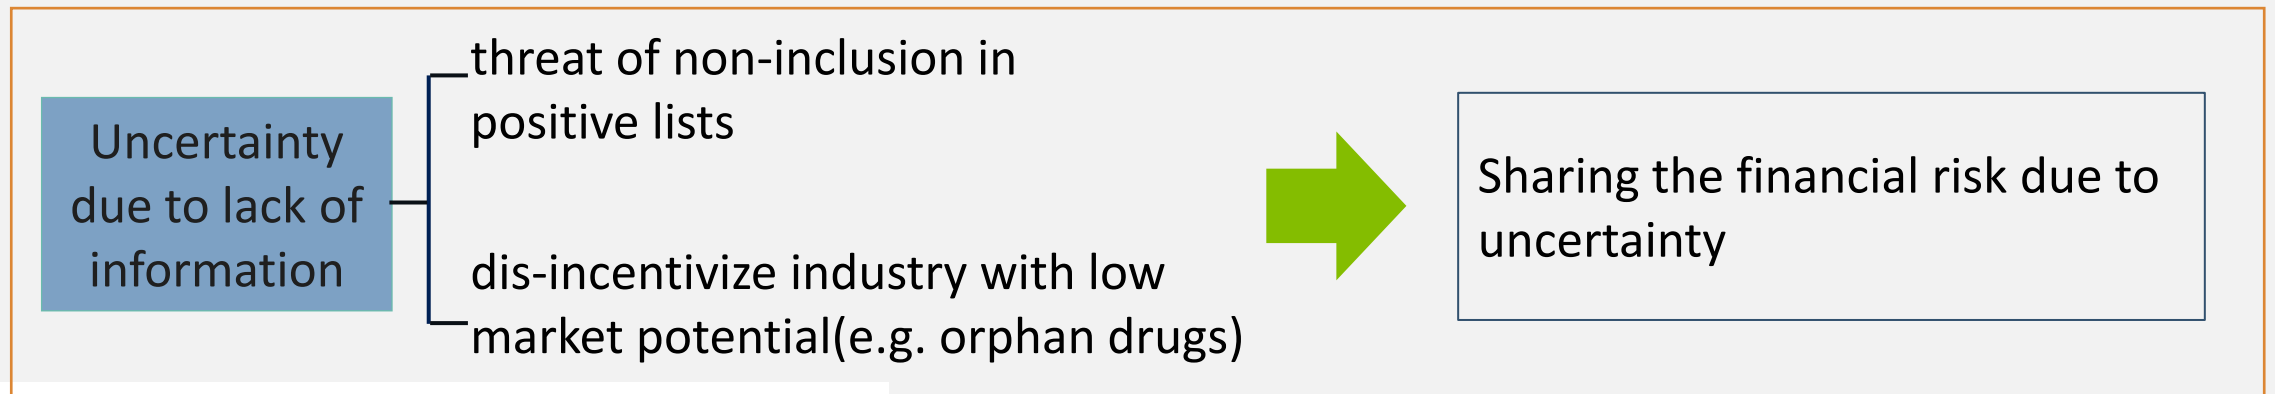 Uncertainty
due to lack of
information
threat of non-inclusion in
positive lists
dis-incentivize industry with low
market potential(e.g. orphan drugs)
Sharing the financial risk due to
uncertainty